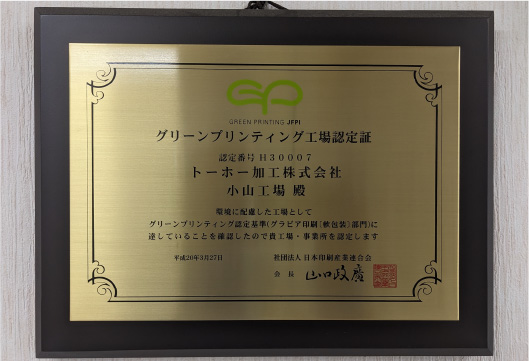 GP
GREEN PRINTING JFPI
グリーンプリンティング工場認定証
認定番号 H30007
トーホー加工株式会社
小山工場 殿
環境に配慮した工場として
グリーンプリンティング認定基準(グラビア印刷〔軟包装〕部門)に
達していることを確認したので貴工場・事業所を認定します
平成20年3月27日 社団法人 日本印刷産業連合会
会長 山口政廣